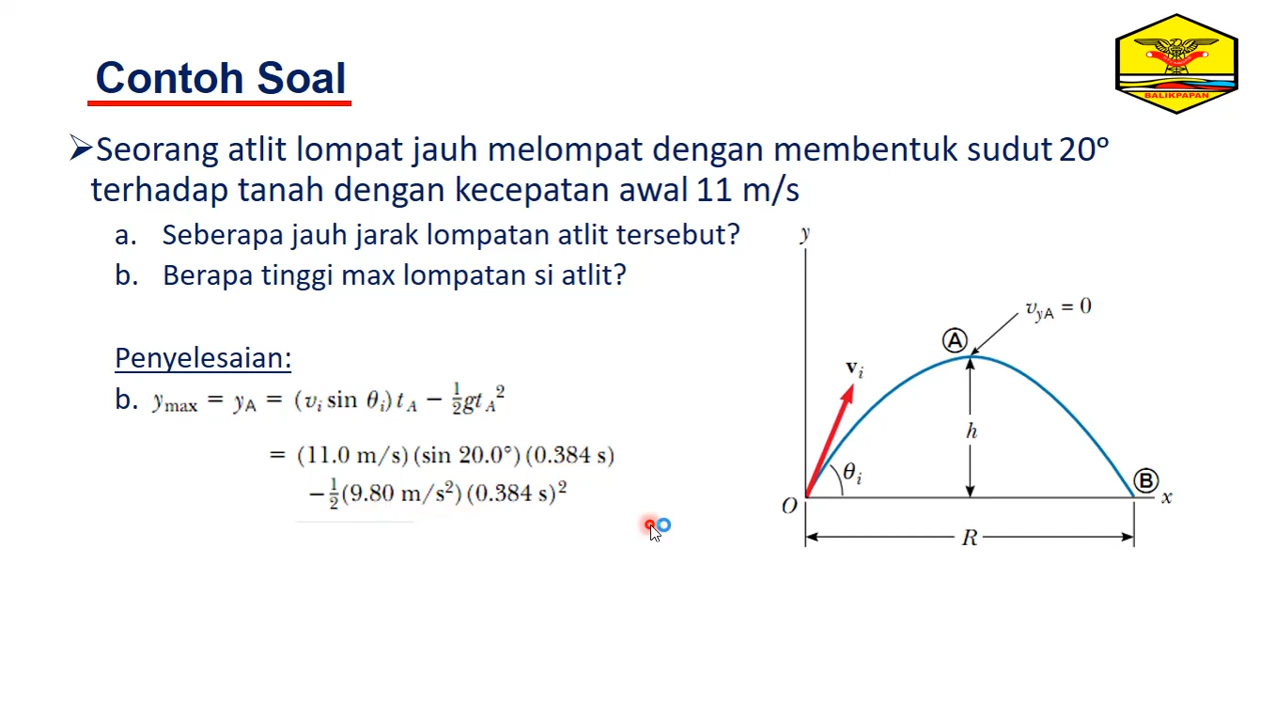 Contoh Soal
BALIKPAPAN
➢Seorang atlit lompat jauh melompat dengan membentuk sudut 20°
terhadap tanah dengan kecepatan awal 11 m/s
a. Seberapa jauh jarak lompatan atlit tersebut?
b. Berapa tinggi max lompatan si atlit?
Penyelesaian:
b. y_max = y_A = (v_i sin θ_i) t_A − ½gt_A²
= (11.0 m/s)(sin 20.0°)(0.384 s)
−½(9.80 m/s²)(0.384 s)²
y
v_yA = 0
A
v_i
h
θ_i
B
O
x
R